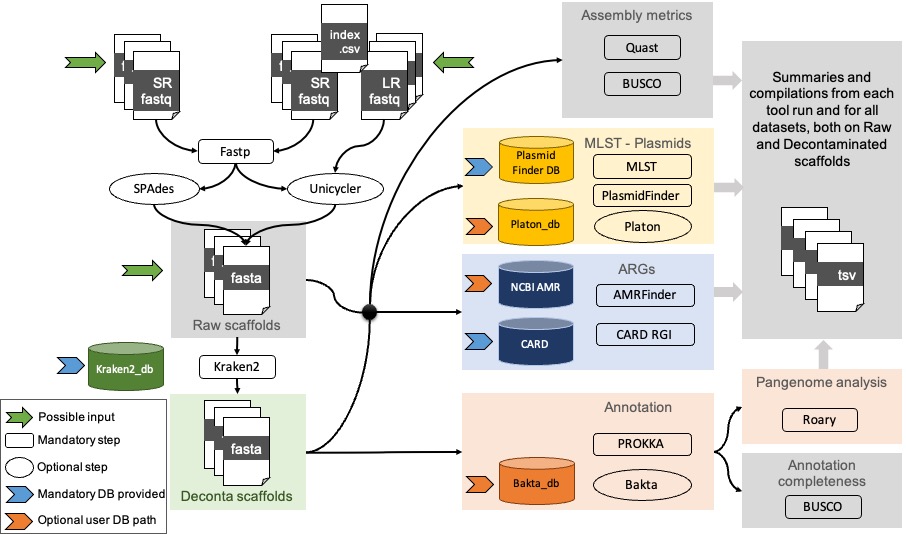 index
.csv
SR
fastq
SR
fastq
LR
fastq
Fastp
SPAdes
Unicycler
fasta
Raw scaffolds
Kraken2_db
Kraken2
fasta
Deconta scaffolds
Possible input
Mandatory step
Optional step
Mandatory DB provided
Optional user DB path
Assembly metrics
Quast
BUSCO
MLST - Plasmids
Plasmid
Finder DB
MLST
PlasmidFinder
Platon_db
Platon
ARGs
NCBI AMR
AMRFinder
CARD
CARD RGI
Annotation
PROKKA
Bakta_db
Bakta
Summaries and
compilations from each
tool run and for all
datasets, both on Raw
and Decontaminated
scaffolds
tsv
Pangenome analysis
Roary
Annotation
completeness
BUSCO